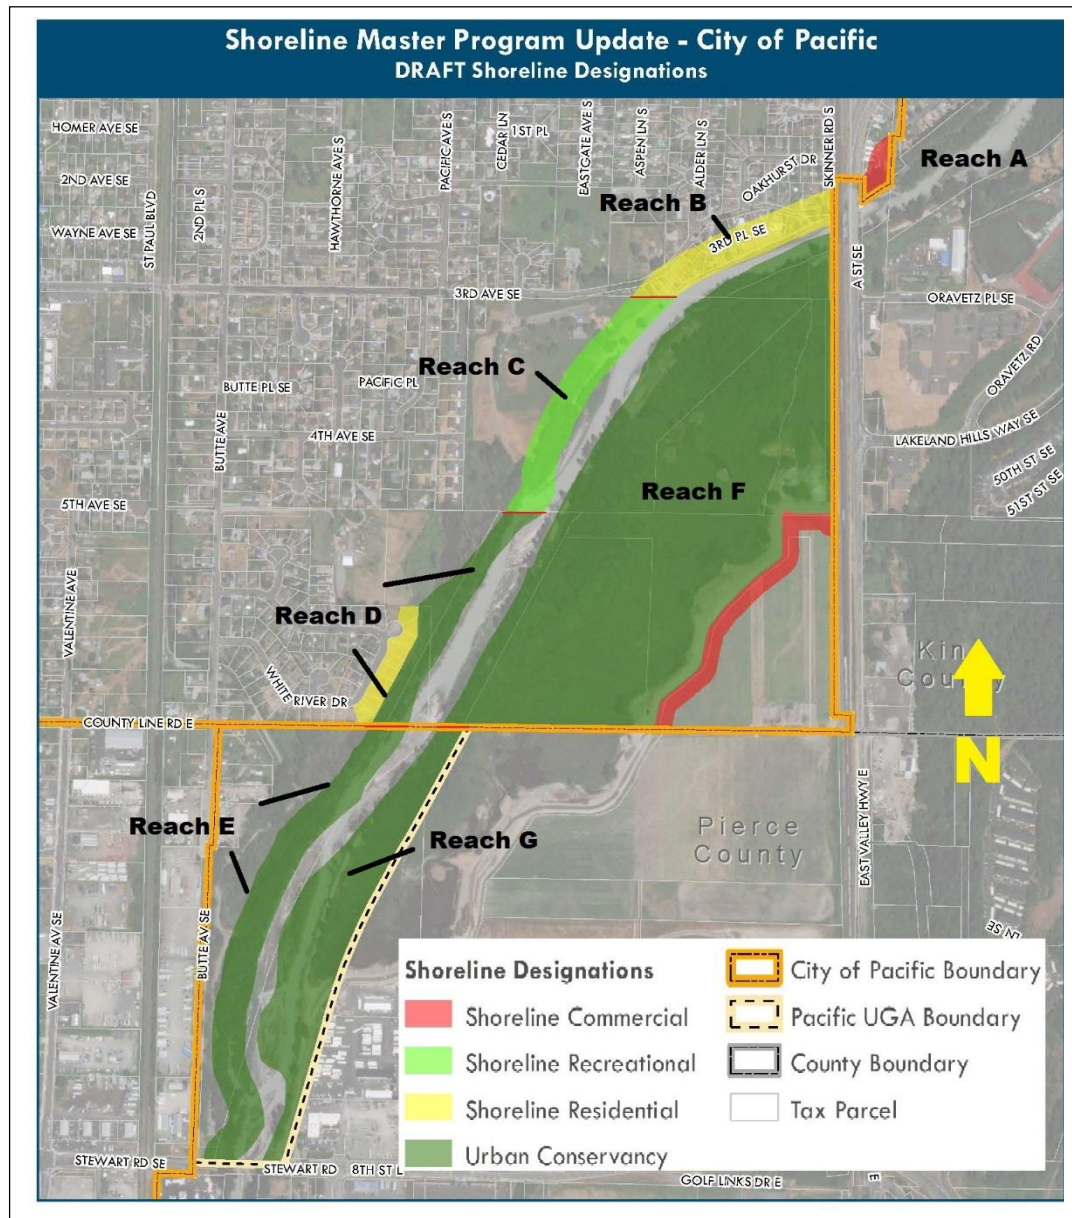 Shoreline Master Program Update - City of Pacific
DRAFT Shoreline Designations
HOMER AVE SE
2ND AVE SE
WAYNE AVE SE
ST PAUL BLVD
2ND PL S
HAWTHORNE AVE S
PACIFIC AVE S
CEDAR LN
1ST PL
EASTGATE AVE S
ASPEN LN S
ALDER LN S
OAKHURST DR
SKINNER RD S
Reach A
Reach B
3RD PL SE
3RD AVE SE
A ST SE
ORAVETZ PL SE
ORAVETZ RD
Reach C
BUTTE PL SE
PACIFIC PL
BUTTE AVE
4TH AVE SE
LAKELAND HILLS WAY SE
50TH ST SE
51ST ST SE
5TH AVE SE
Reach F
VALENTINE AVE
Reach D
WHITE RIVER DR
COUNTY LINE RD E
King
County
N
Reach E
Reach G
Pierce
County
EAST VALLEY HWY E
VALENTINE AV SE
BUTTE AV SE
LN SE
STEWART RD SE
STEWART RD
8TH ST E
GOLF LINKS DR E
E
Shoreline Designations
Shoreline Commercial
Shoreline Recreational
Shoreline Residential
Urban Conservancy
City of Pacific Boundary
Pacific UGA Boundary
County Boundary
Tax Parcel